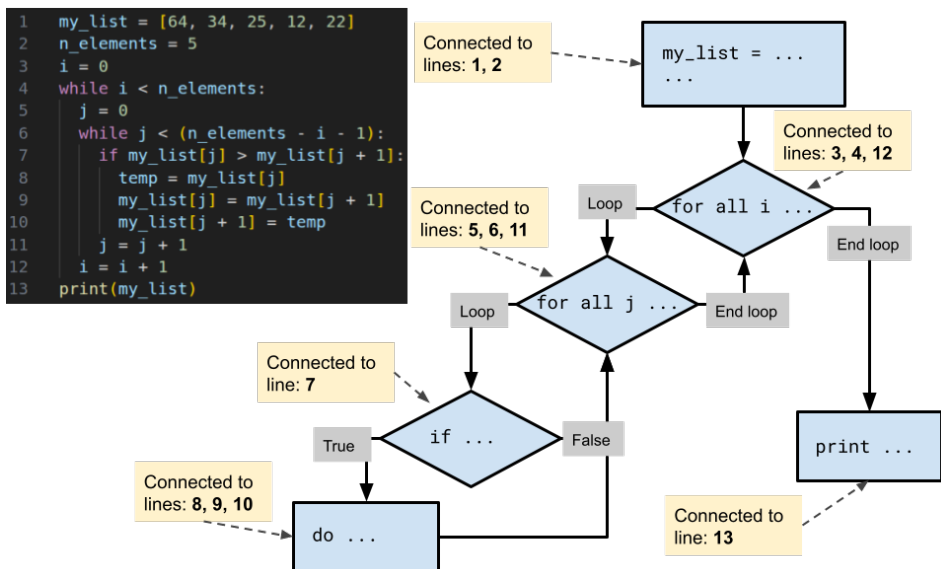 1 my_list = [64, 34, 25, 12, 22]
2 n_elements = 5
3 i = 0
4 while i < n_elements:
5 j = 0
6 while j < (n_elements - i - 1):
7 if my_list[j] > my_list[j + 1]:
8 temp = my_list[j]
9 my_list[j] = my_list[j + 1]
10 my_list[j + 1] = temp
11 j = j + 1
12 i = i + 1
13 print(my_list)
Connected to
lines: 1, 2
my_list = ...
...
Connected to
lines: 3, 4, 12
for all i ...
Loop
End loop
Connected to
lines: 5, 6, 11
for all j ...
Loop
End loop
Connected to
line: 7
if ...
True
False
Connected to
lines: 8, 9, 10
do ...
print ...
Connected to
line: 13